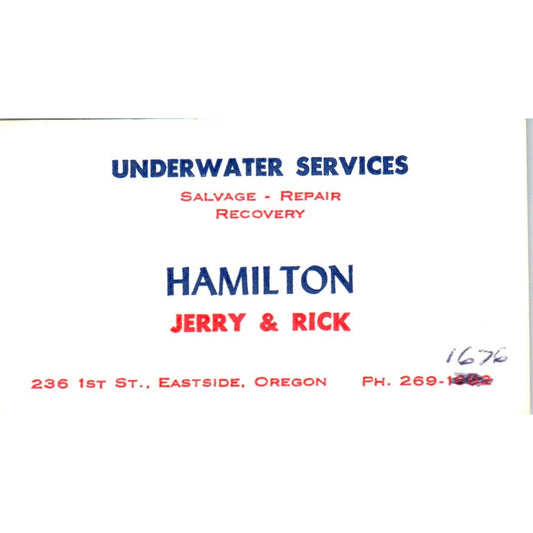 UNDERWATER SERVICES
SALVAGE - REPAIR
RECOVERY
HAMILTON
JERRY & RICK
1676
236 1ST ST., EASTSIDE, OREGON PH. 269-